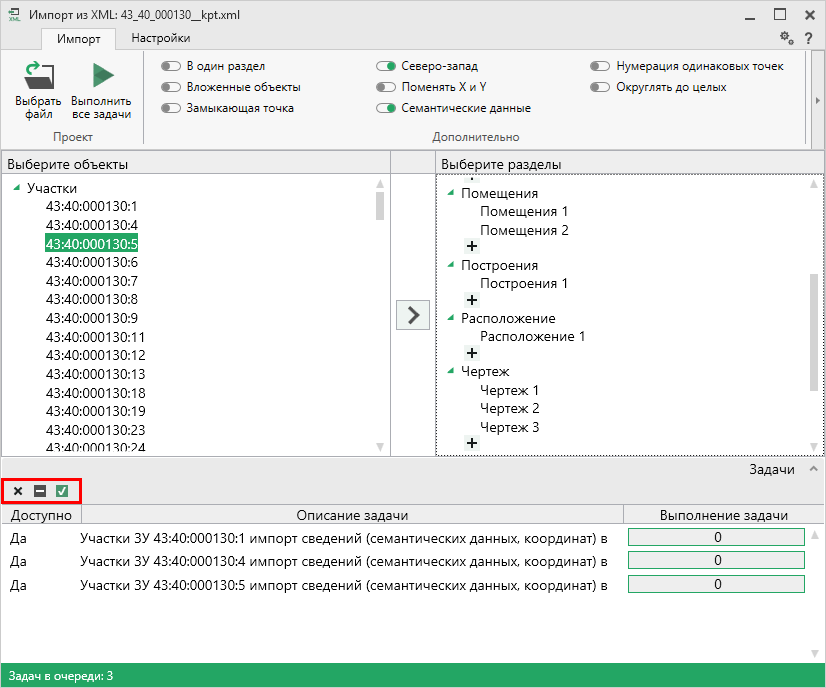 XML
Импорт из XML: 43_40_000130__kpt.xml
Импорт
Настройки
?
Выбрать
файл
Выполнить
все задачи
Проект
В один раздел
Вложенные объекты
Замыкающая точка
Северо-запад
Поменять X и Y
Семантические данные
Нумерация одинаковых точек
Округлять до целых
Дополнительно
Выберите объекты
Участки
43:40:000130:1
43:40:000130:4
43:40:000130:5
43:40:000130:6
43:40:000130:7
43:40:000130:8
43:40:000130:9
43:40:000130:11
43:40:000130:12
43:40:000130:13
43:40:000130:18
43:40:000130:19
43:40:000130:23
43:40:000130:24
Выберите разделы
Помещения
Помещения 1
Помещения 2
+
Построения
Построения 1
+
Расположение
Расположение 1
+
Чертеж
Чертеж 1
Чертеж 2
Чертеж 3
+
Задачи
Доступно Описание задачи Выполнение задачи
Да Участки ЗУ 43:40:000130:1 импорт сведений (семантических данных, координат) в 0
Да Участки ЗУ 43:40:000130:4 импорт сведений (семантических данных, координат) в 0
Да Участки ЗУ 43:40:000130:5 импорт сведений (семантических данных, координат) в 0
Задач в очереди: 3